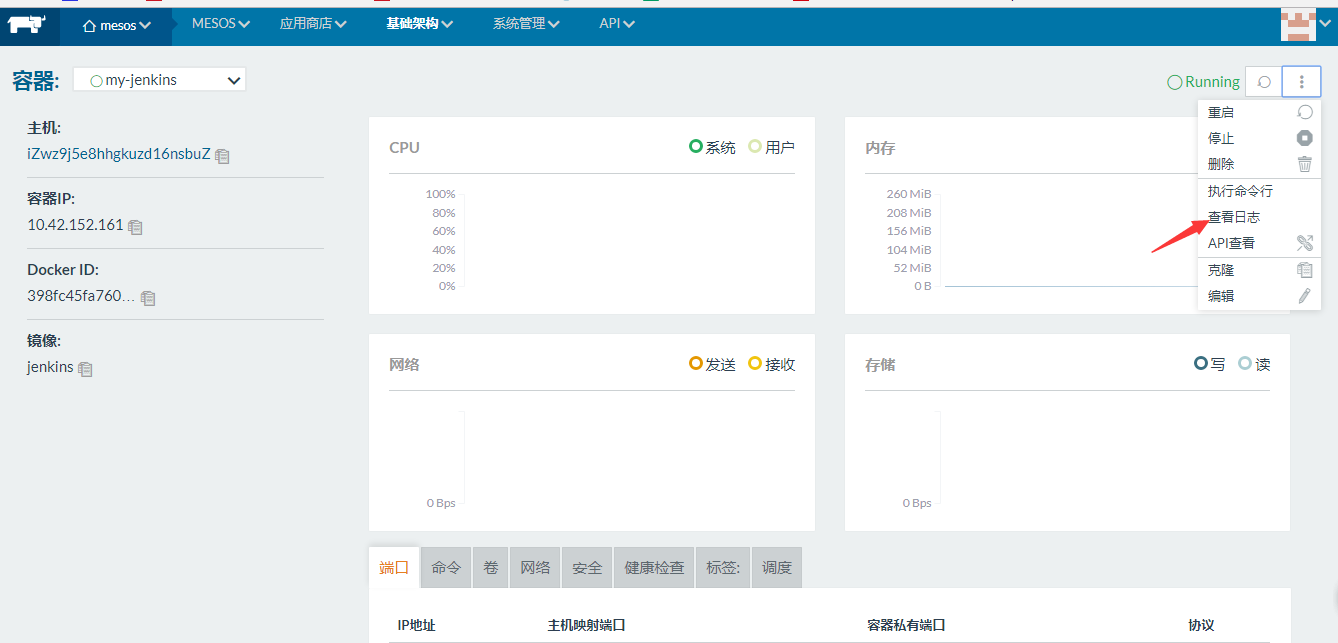 mesos MESOS 应用商店 基础架构 系统管理 API
容器: my-jenkins Running
重启
停止
删除
执行命令行
查看日志
API查看
克隆
编辑
主机:
iZwz9j5e8hhgkuzd16nsbuZ
容器IP:
10.42.152.161
Docker ID:
398fc45fa760...
镜像:
jenkins
CPU 系统 用户
100%
80%
60%
40%
20%
0%
内存
260 MiB
208 MiB
156 MiB
104 MiB
52 MiB
0 B
网络 发送 接收
0 Bps
存储 写 读
0 Bps
端口 命令 卷 网络 安全 健康检查 标签: 调度
IP地址 主机映射端口 容器私有端口 协议